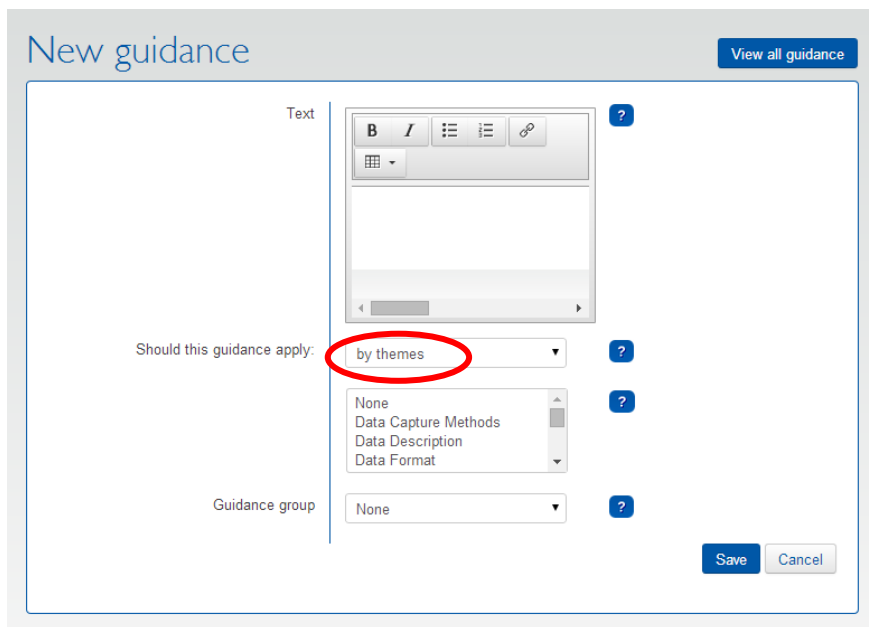 New guidance
View all guidance
Text
?
B I
Should this guidance apply:
by themes
?
None
Data Capture Methods
Data Description
Data Format
?
Guidance group
None
?
Save Cancel